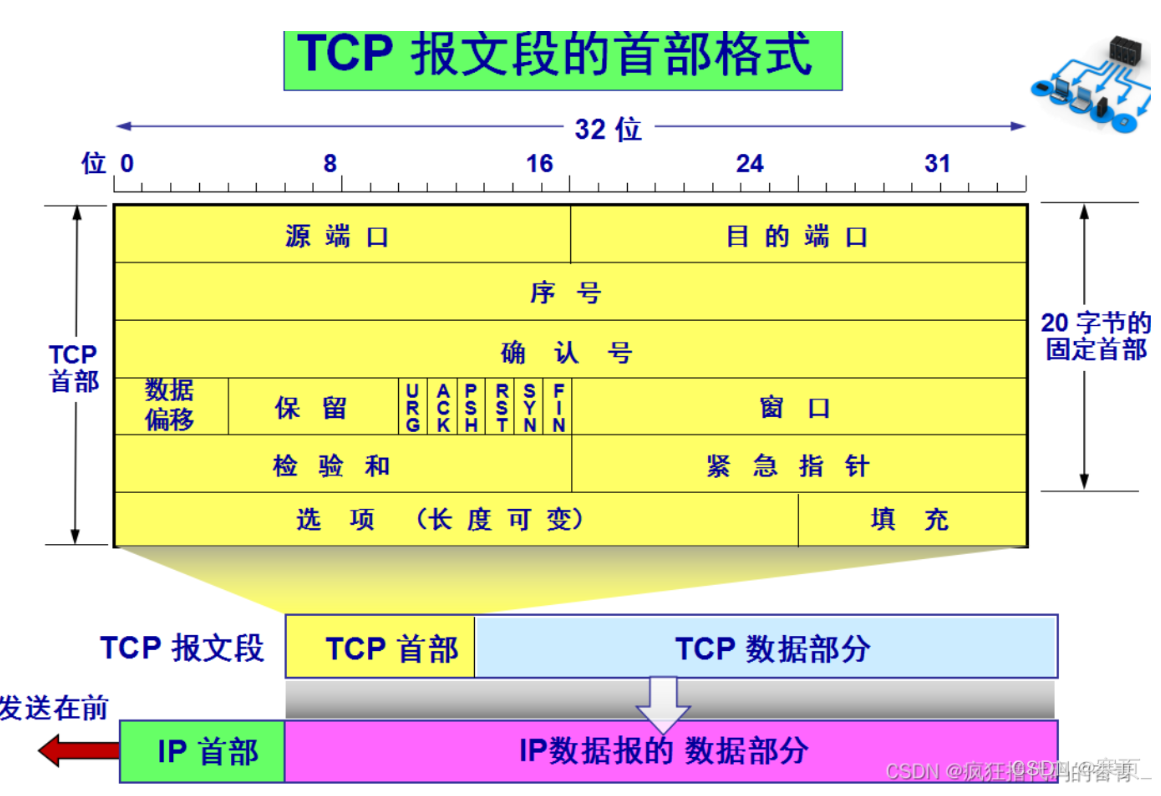 TCP 报文段的首部格式
32 位
位 0 8 16 24 31
源 端 口 目 的 端 口
序 号
20 字节的
固定首部
TCP
首部
确 认 号
数据
偏移
保 留
URG
ACK
PSH
RST
SYN
FIN
窗 口
检 验 和 紧 急 指 针
选 项 （长 度 可 变） 填 充
TCP 报文段 TCP 首部 TCP 数据部分
发送在前
IP 首部 IP数据报的 数据部分
CSDN @疯狂